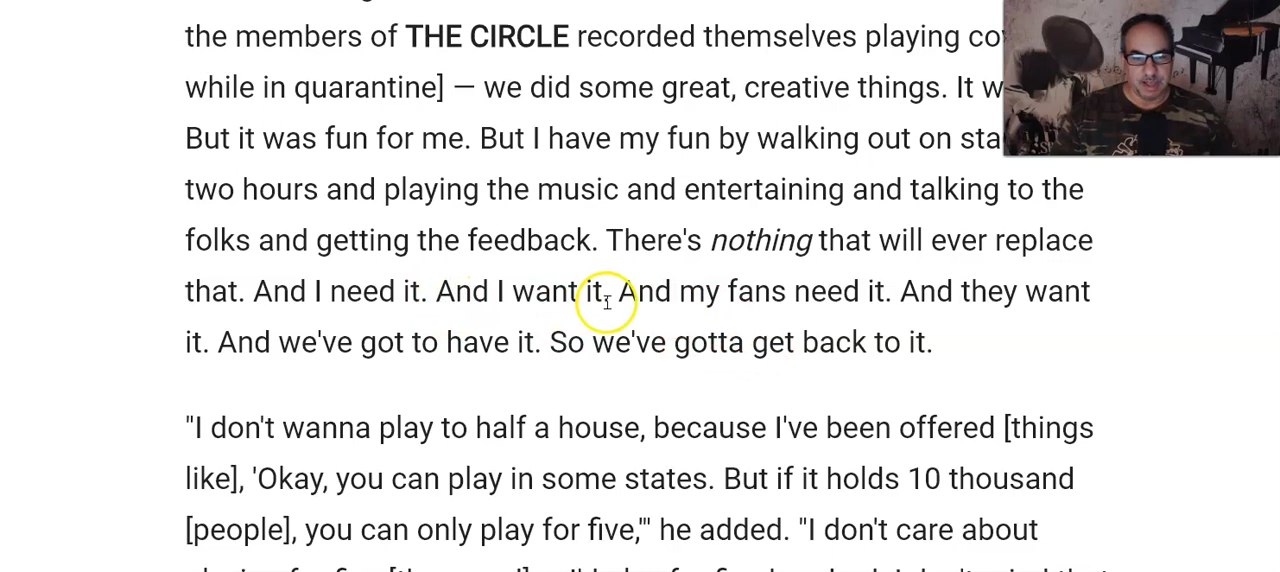 the members of THE CIRCLE recorded themselves playing
while in quarantine] — we did some great, creative things. It
But it was fun for me. But I have my fun by walking out on
two hours and playing the music and entertaining and talking to the
folks and getting the feedback. There's nothing that will ever replace
that. And I need it. And I want it. And my fans need it. And they want
it. And we've got to have it. So we've gotta get back to it.
"I don't wanna play to half a house, because I've been offered [things
like], 'Okay, you can play in some states. But if it holds 10 thousand
[people], you can only play for five,'" he added. "I don't care about